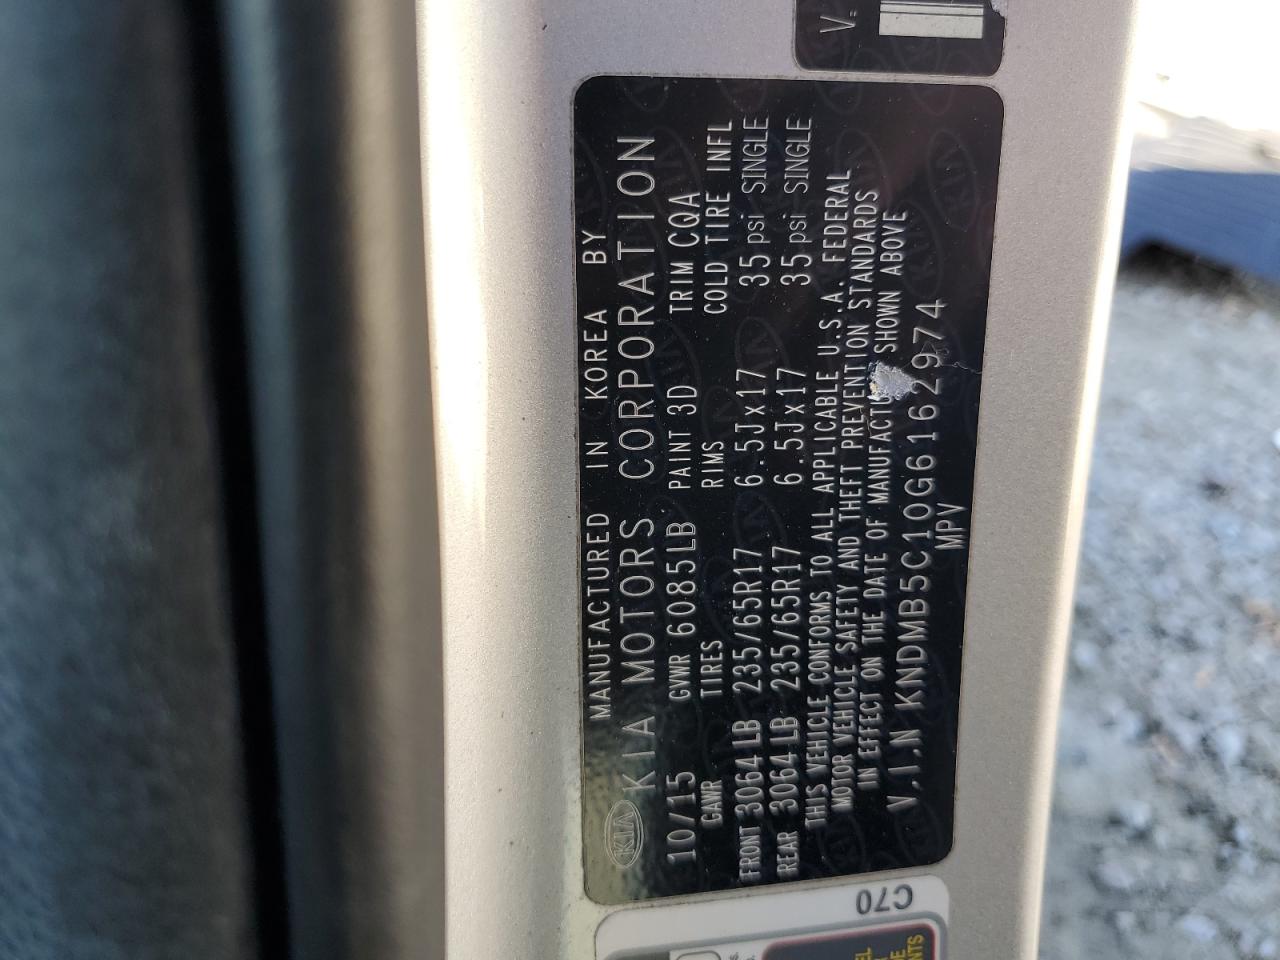 V.
MANUFACTURED IN KOREA BY
KIA KIA MOTORS CORPORATION
10/15 GVWR 6085LB PAINT 3D TRIM CQA
GAWR TIRES RIMS COLD TIRE INFL
FRONT 3064LB 235/65R17 6.5Jx17 35 psi SINGLE
REAR 3064LB 235/65R17 6.5Jx17 35 psi SINGLE
THIS VEHICLE CONFORMS TO ALL APPLICABLE U.S.A. FEDERAL
MOTOR VEHICLE SAFETY AND THEFT PREVENTION STANDARDS
IN EFFECT ON THE DATE OF MANUFACTU SHOWN ABOVE
V.I.N KNDMB5C10G6162974
MPV
C70